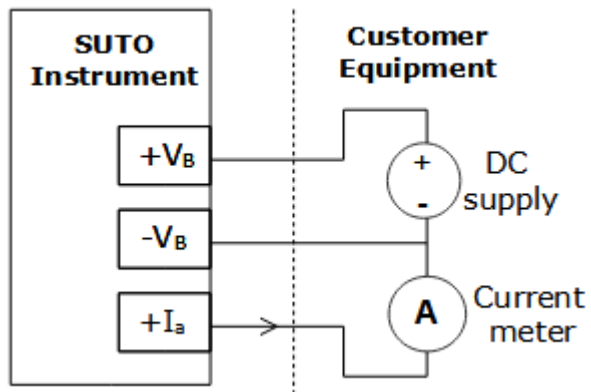 SUTO
Instrument
Customer
Equipment
+VB
+
-
DC
supply
-VB
+Ia
A
Current
meter